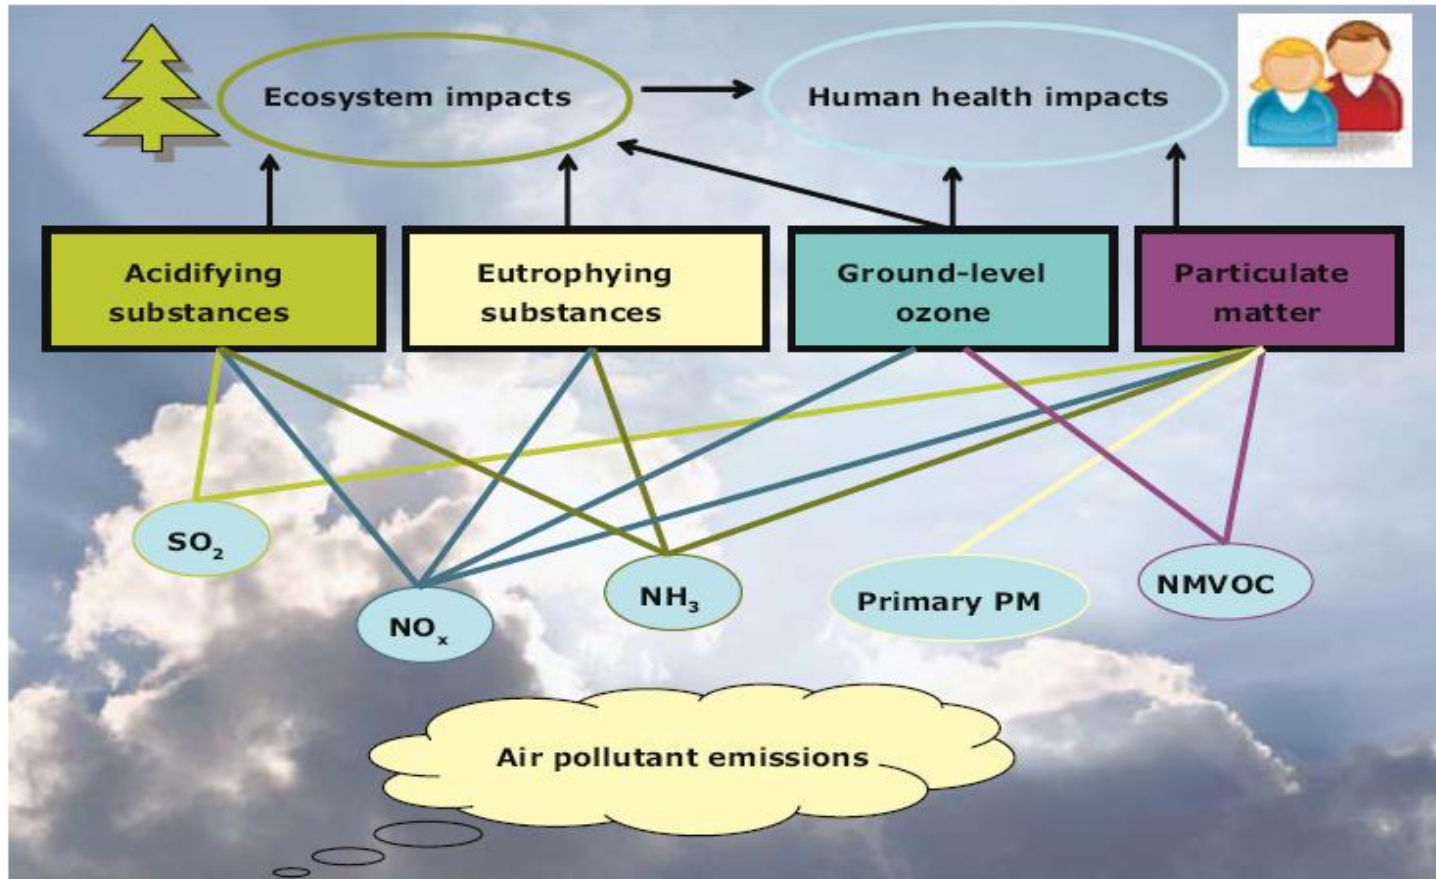 Ecosystem impacts
Human health impacts
Acidifying
substances
Eutrophying
substances
Ground-level
ozone
Particulate
matter
SO₂
NOₓ
NH₃
Primary PM
NMVOC
Air pollutant emissions